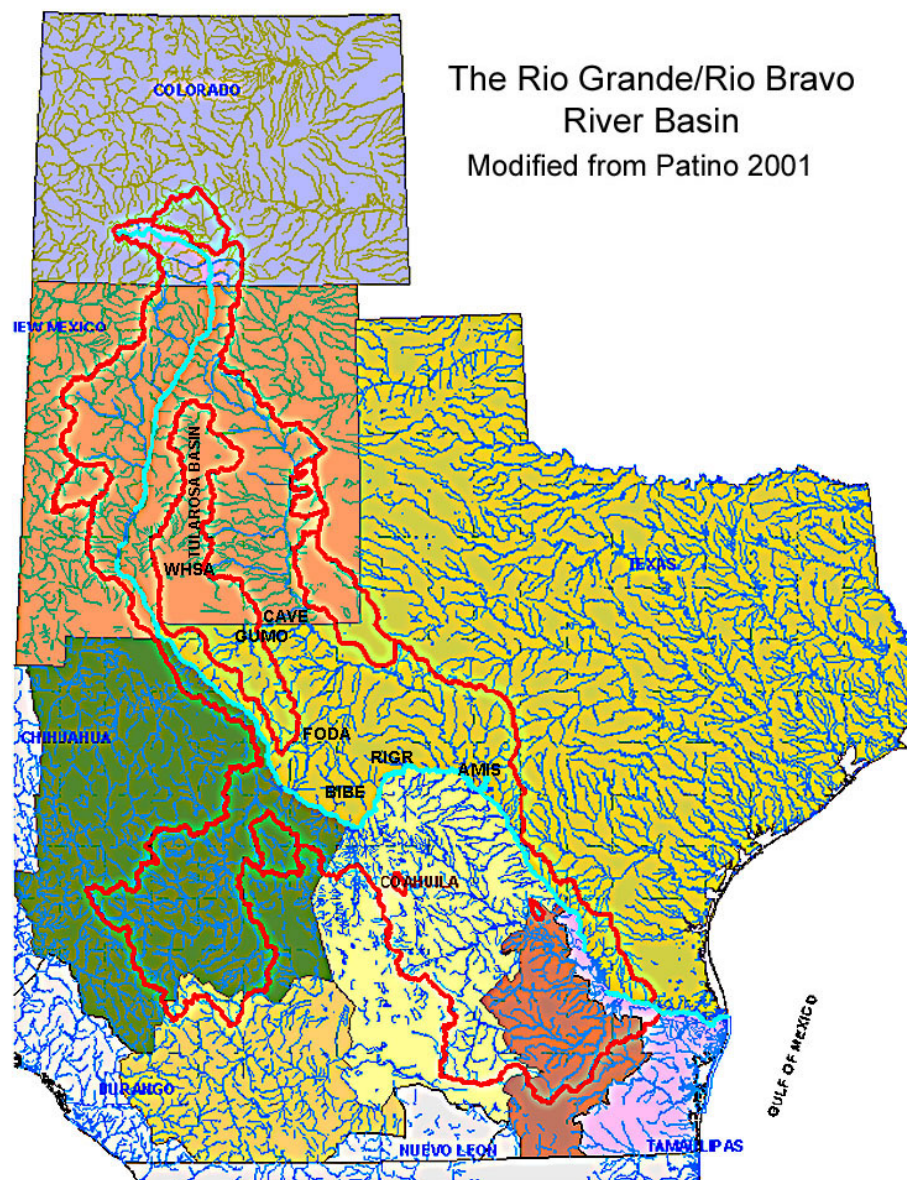 The Rio Grande/Rio Bravo
River Basin
Modified from Patino 2001
COLORADO
IEW MEXICO
TULAROSA BASIN
TEXAS
WHSA
CAVE
GUMO
CHIHUAHUA
FODA
RIGR
AMIS
BIBE
COAHUILA
GULF OF MEXICO
DURANGO
NUEVO LEON
TAMAULIPAS